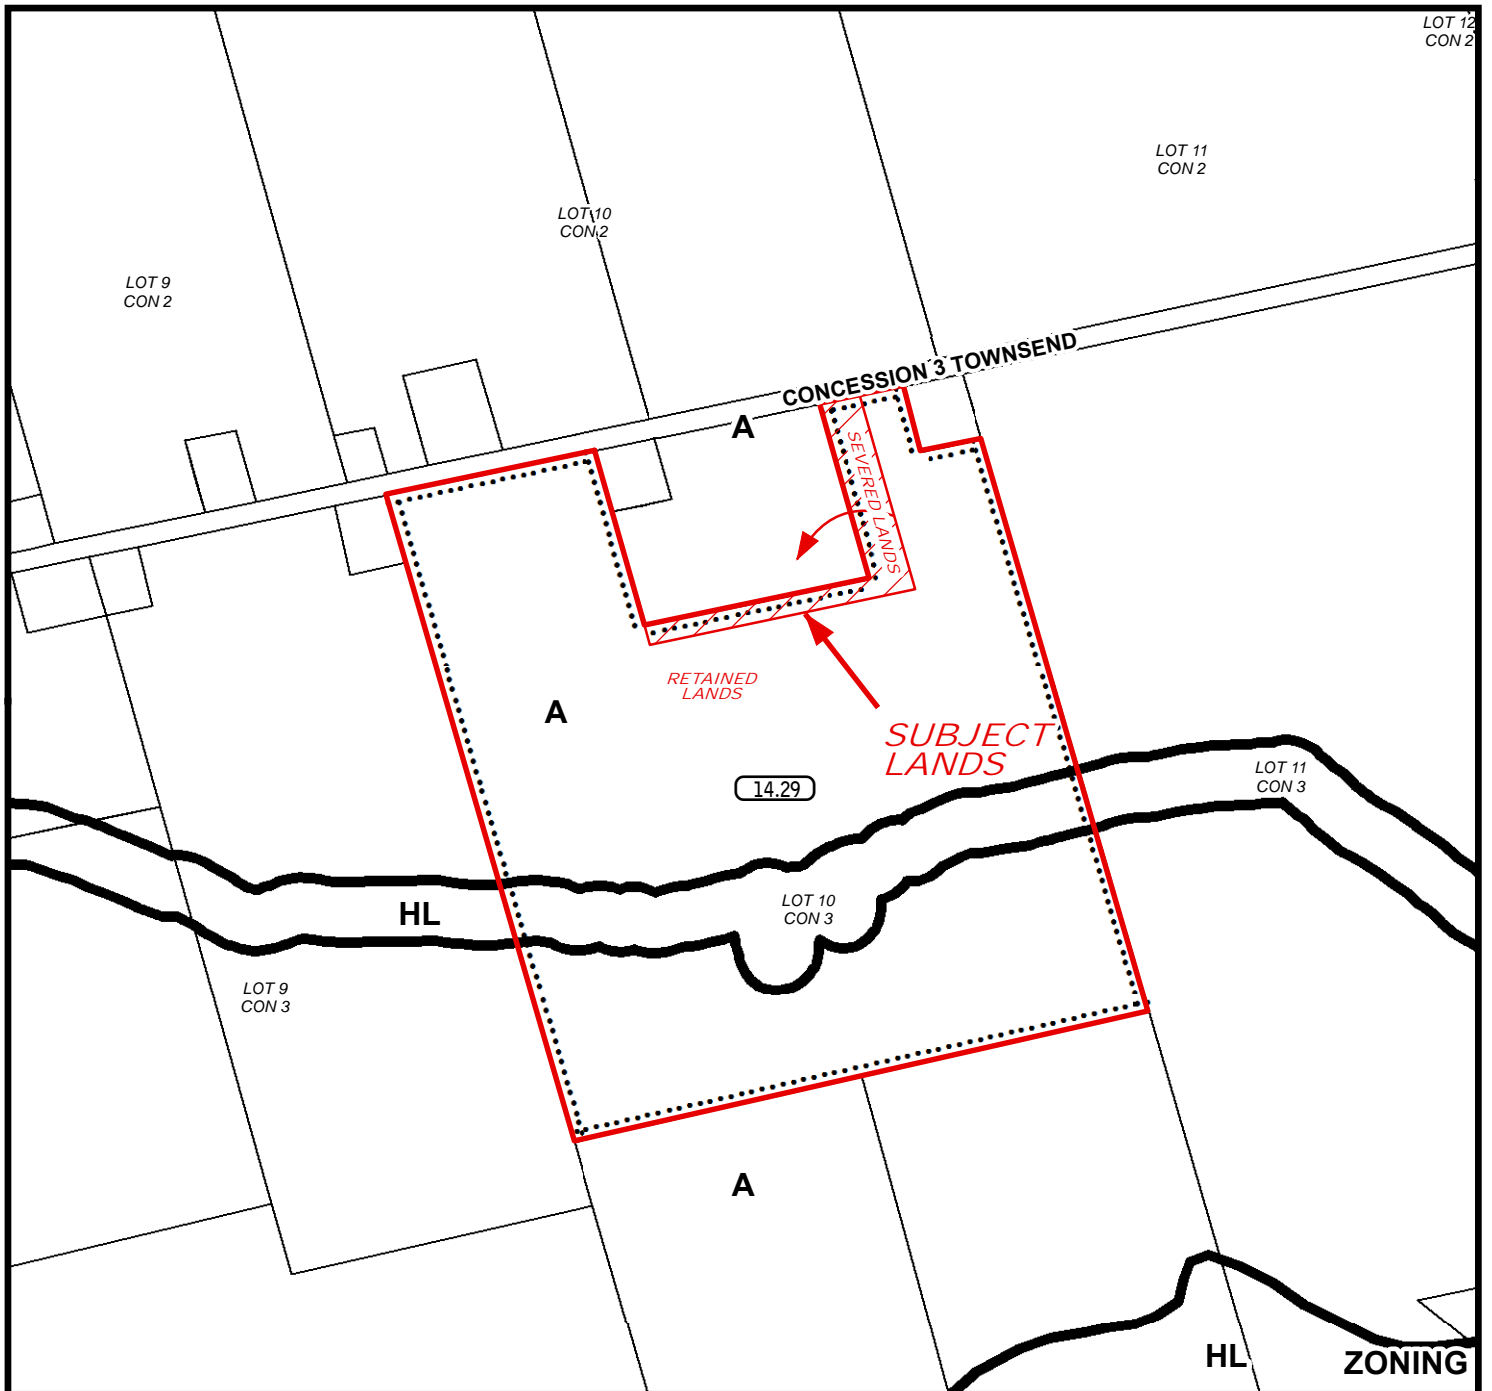 LOT 12
CON 2
LOT 11
CON 2
LOT 10
CON 2
LOT 9
CON 2
CONCESSION 3 TOWNSEND
A
SEVERED LANDS
RETAINED
LANDS
A
SUBJECT
LANDS
14.29
LOT 11
CON 3
LOT 10
CON 3
HL
LOT 9
CON 3
A
HL
ZONING